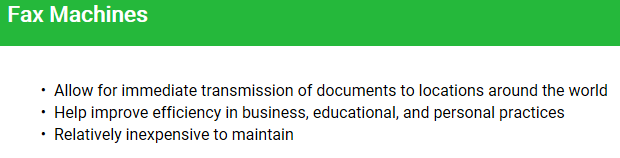 Fax Machines
• Allow for immediate transmission of documents to locations around the world
• Help improve efficiency in business, educational, and personal practices
• Relatively inexpensive to maintain